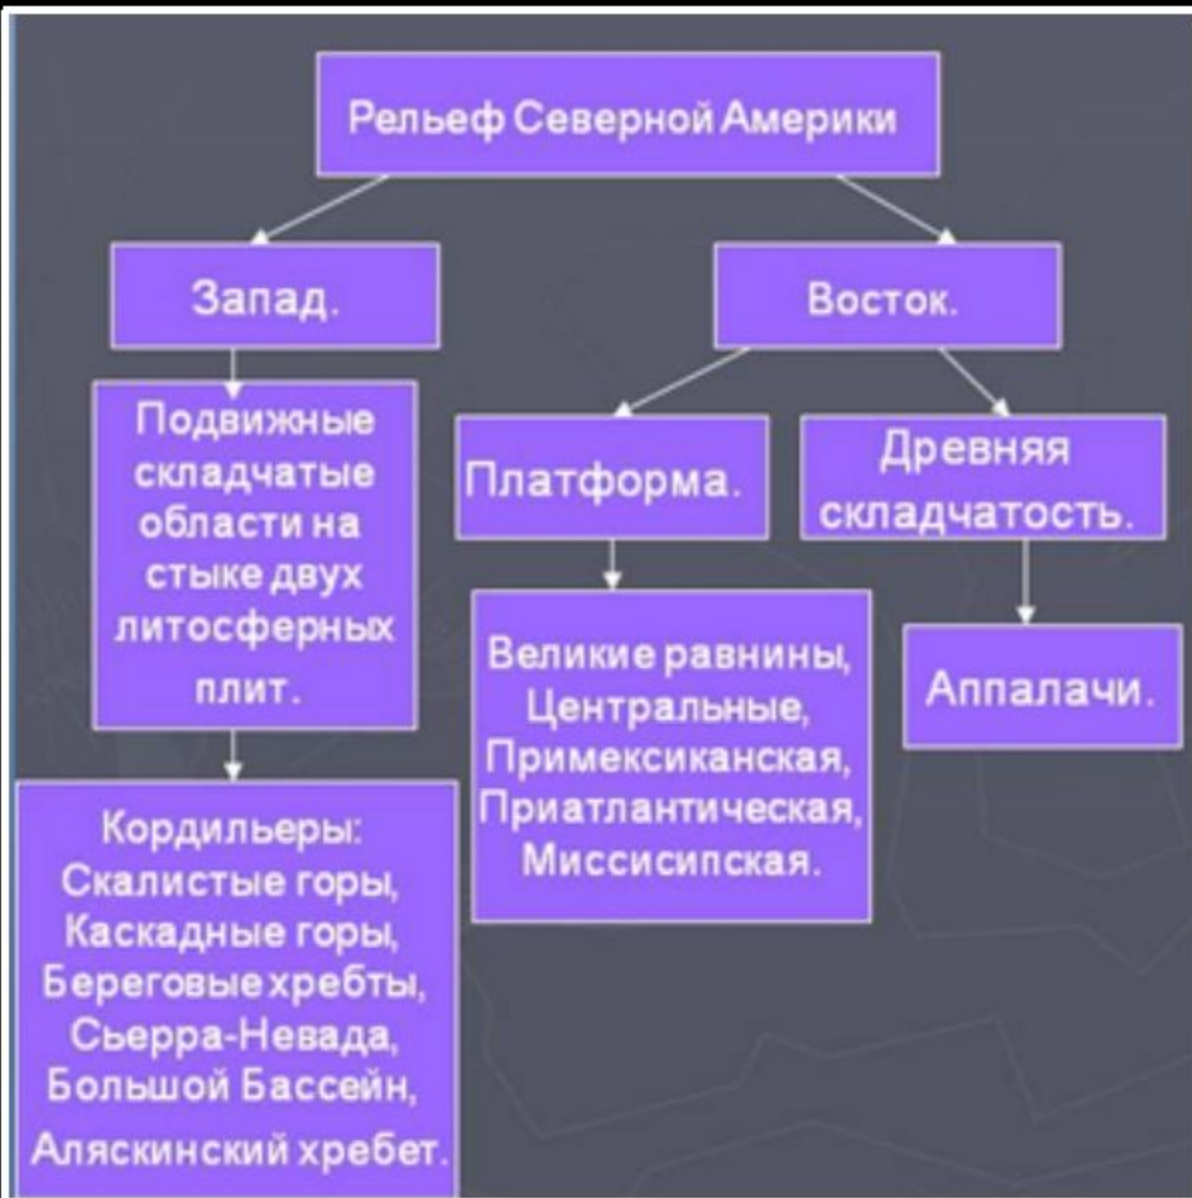 Рельеф Северной Америки
Запад.
Восток.
Подвижные
складчатые
области на
стыке двух
литосферных
плит.
Платформа.
Древняя
складчатость.
Великие равнины,
Центральные,
Примексиканская,
Приатлантическая,
Миссисипская.
Аппалачи.
Кордильеры:
Скалистые горы,
Каскадные горы,
Береговые хребты,
Сьерра-Невада,
Большой Бассейн,
Аляскинский хребет.